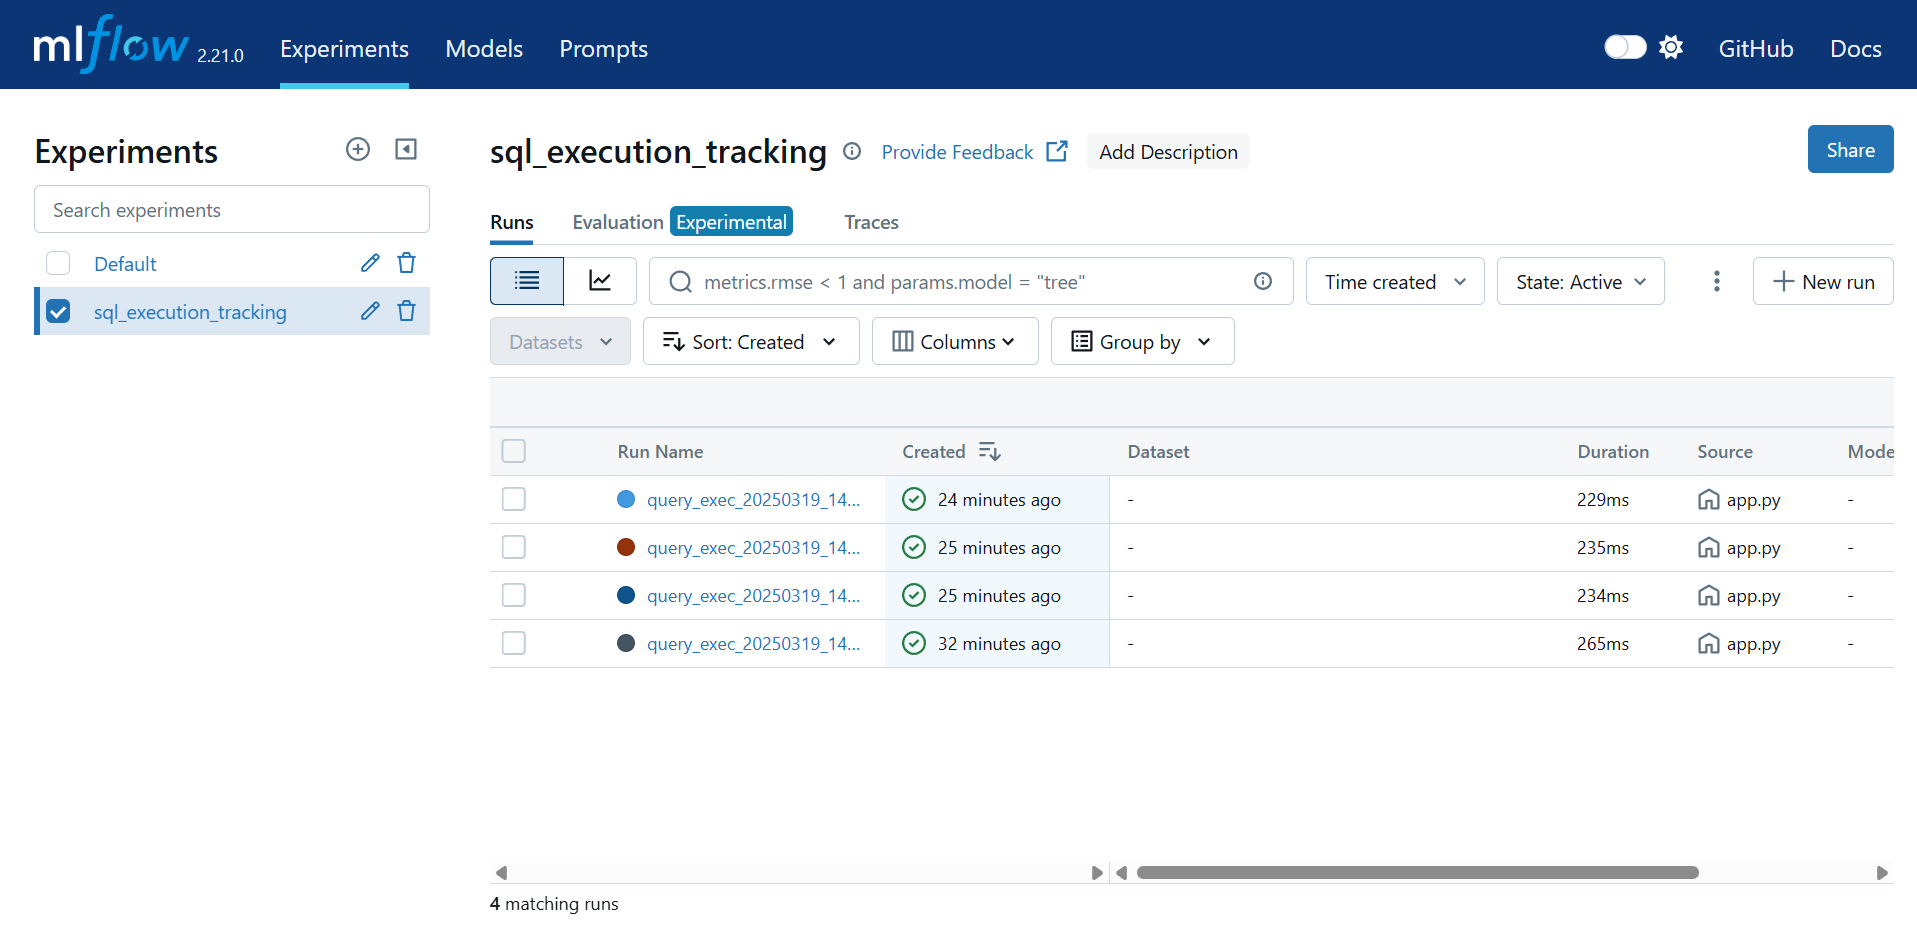 mlflow 2.21.0 Experiments Models Prompts GitHub Docs
Experiments
Search experiments
Default
sql_execution_tracking
sql_execution_tracking Provide Feedback Add Description Share
Runs Evaluation Experimental Traces
metrics.rmse < 1 and params.model = "tree" Time created State: Active New run
Datasets Sort: Created Columns Group by
Run Name Created Dataset Duration Source Mode
query_exec_20250319_14... 24 minutes ago - 229ms app.py -
query_exec_20250319_14... 25 minutes ago - 235ms app.py -
query_exec_20250319_14... 25 minutes ago - 234ms app.py -
query_exec_20250319_14... 32 minutes ago - 265ms app.py -
4 matching runs